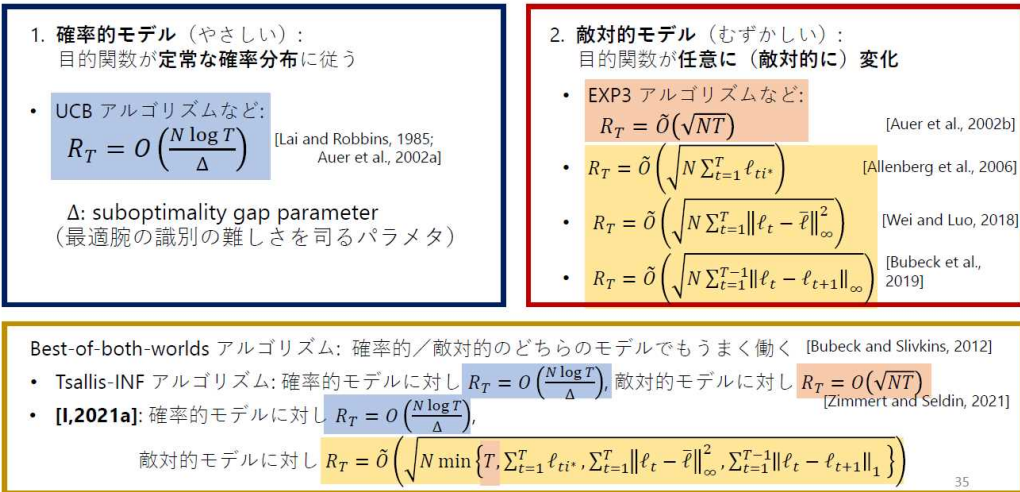 1. 確率的モデル（やさしい）:
目的関数が定常な確率分布に従う
• UCB アルゴリズムなど:
R_T = O(N log T / Δ)
[Lai and Robbins, 1985;
Auer et al., 2002a]
Δ: suboptimality gap parameter
（最適腕の識別の難しさを司るパラメタ）
2. 敵対的モデル（むずかしい）:
目的関数が任意に（敵対的に）変化
• EXP3 アルゴリズムなど:
R_T = Õ(√(NT)) [Auer et al., 2002b]
• R_T = Õ(√(N ∑_{t=1}^{T} ℓ_{ti*})) [Allenberg et al., 2006]
• R_T = Õ(√(N ∑_{t=1}^{T} ‖ℓ_t − ℓ̄‖_∞^2)) [Wei and Luo, 2018]
• R_T = Õ(√(N ∑_{t=1}^{T−1} ‖ℓ_t − ℓ_{t+1}‖_∞)) [Bubeck et al.,
2019]
Best-of-both-worlds アルゴリズム: 確率的／敵対的のどちらのモデルでもうまく働く [Bubeck and Slivkins, 2012]
• Tsallis-INF アルゴリズム: 確率的モデルに対し R_T = O(N log T / Δ), 敵対的モデルに対し R_T = O(√(NT))
[Zimmert and Seldin, 2021]
• [I,2021a]: 確率的モデルに対し R_T = O(N log T / Δ),
敵対的モデルに対し R_T = Õ(√(N min{T, ∑_{t=1}^{T} ℓ_{ti*}, ∑_{t=1}^{T} ‖ℓ_t − ℓ̄‖_∞^2, ∑_{t=1}^{T−1} ‖ℓ_t − ℓ_{t+1}‖_1}))
35